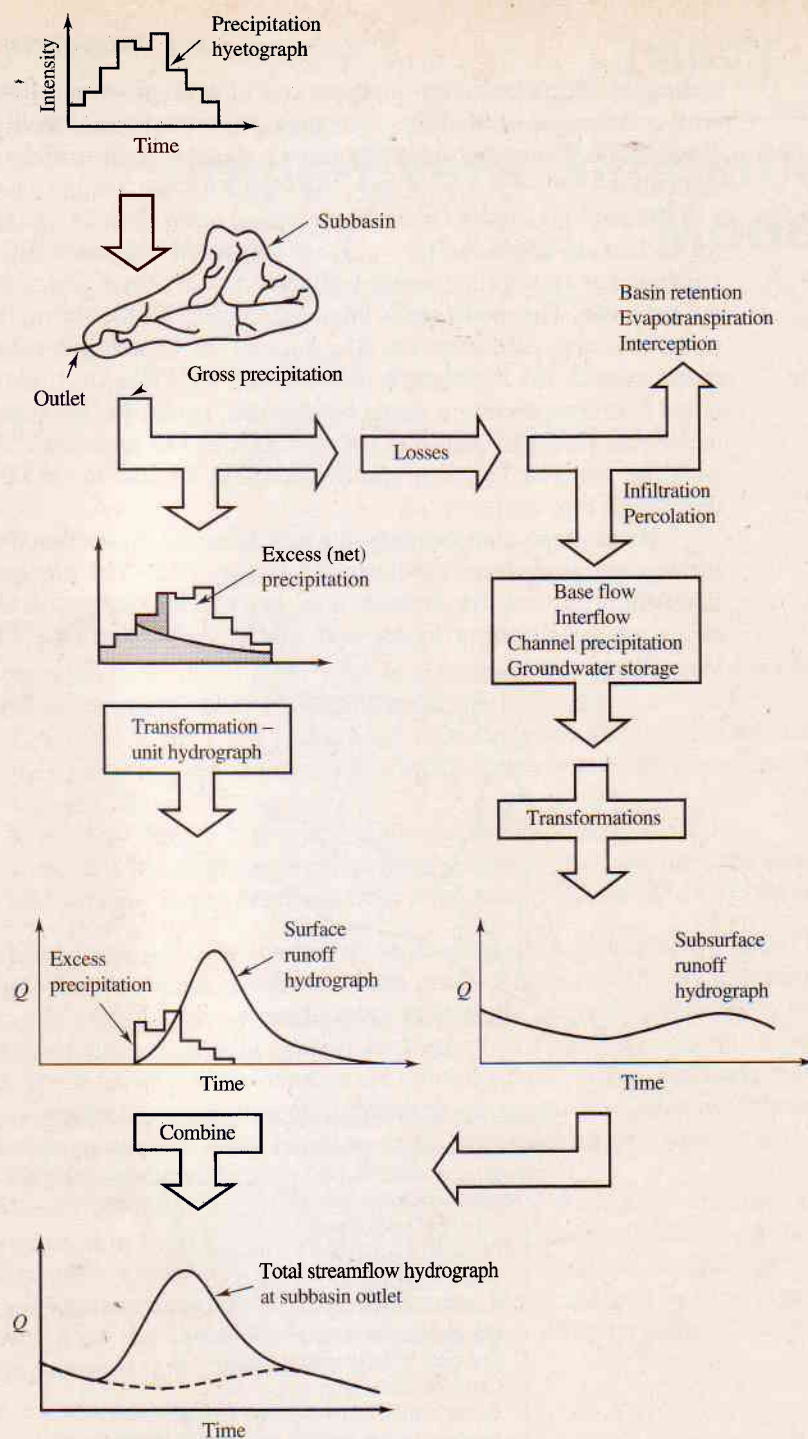 Precipitation
hyetograph
Intensity
Time
Subbasin
Outlet
Gross precipitation
Basin retention
Evapotranspiration
Interception
Losses
Infiltration
Percolation
Excess (net)
precipitation
Base flow
Interflow
Channel precipitation
Groundwater storage
Transformation –
unit hydrograph
Transformations
Surface
runoff
hydrograph
Excess
precipitation
Q
Time
Subsurface
runoff
hydrograph
Q
Time
Combine
Total streamflow hydrograph
at subbasin outlet
Q
Time